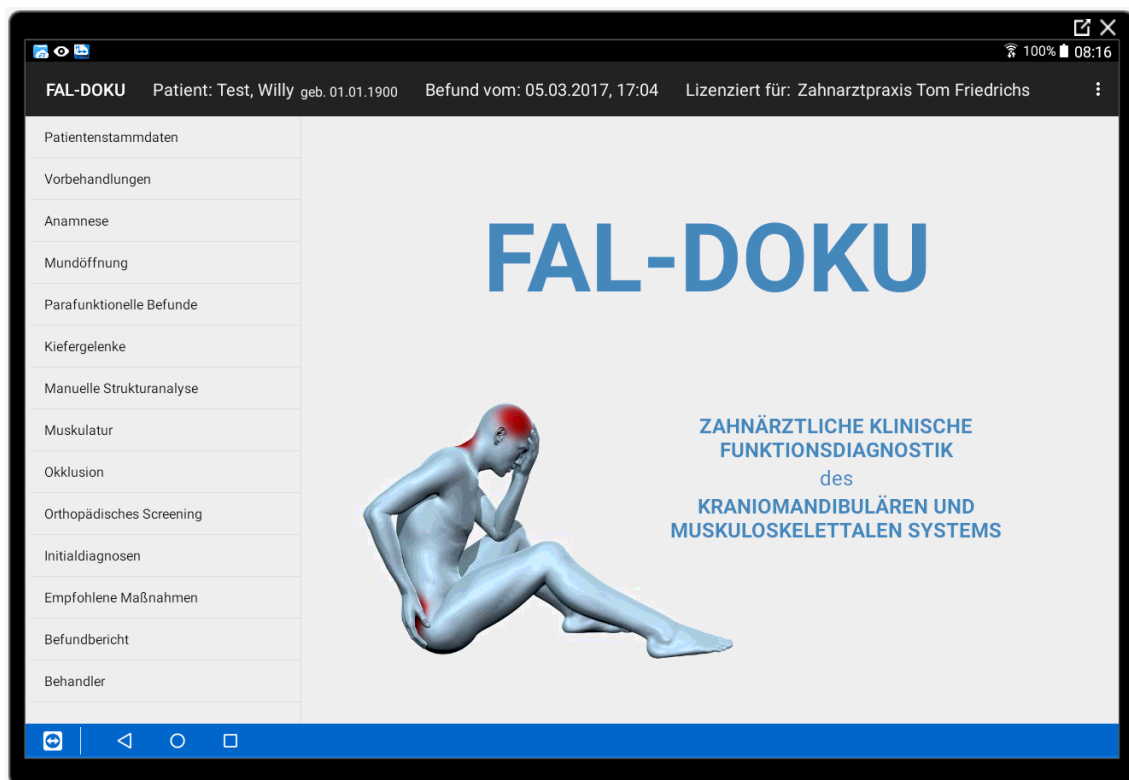 100% 08:16
FAL-DOKU Patient: Test, Willy geb. 01.01.1900 Befund vom: 05.03.2017, 17:04 Lizenziert für: Zahnarztpraxis Tom Friedrichs
Patientenstammdaten
Vorbehandlungen
Anamnese
Mundöffnung
Parafunktionelle Befunde
Kiefergelenke
Manuelle Strukturanalyse
Muskulatur
Okklusion
Orthopädisches Screening
Initialdiagnosen
Empfohlene Maßnahmen
Befundbericht
Behandler
FAL-DOKU
ZAHNÄRZTLICHE KLINISCHE
FUNKTIONSDIAGNOSTIK
des
KRANIOMANDIBULÄREN UND
MUSKULOSKELETTALEN SYSTEMS